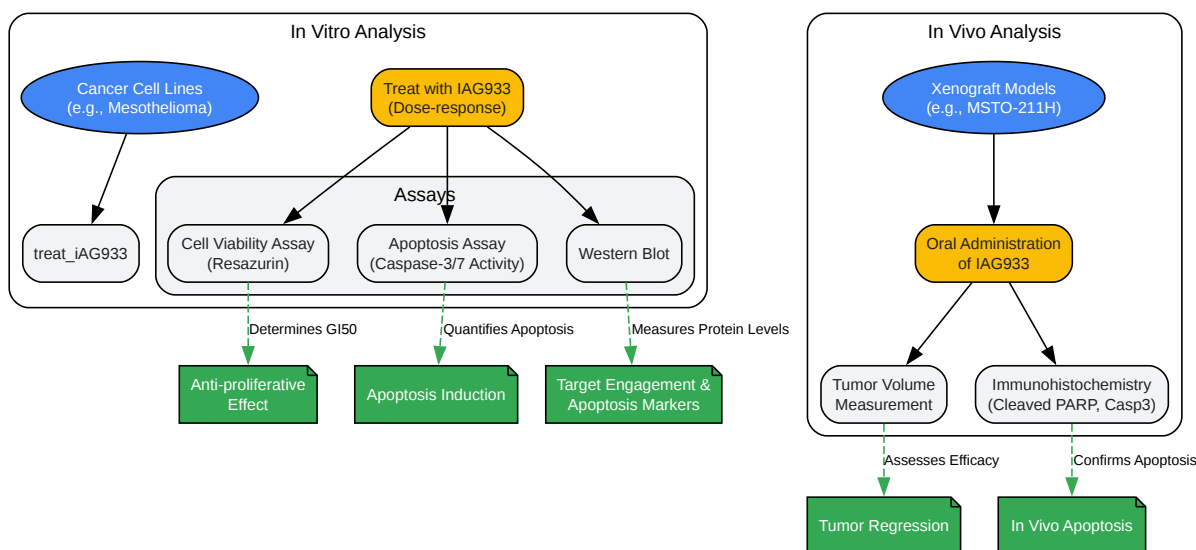 In Vitro Analysis
Cancer Cell Lines
(e.g., Mesothelioma)
Treat with IAG933
(Dose-response)
Assays
treat_iAG933
Cell Viability Assay
(Resazurin)
Apoptosis Assay
(Caspase-3/7 Activity)
Western Blot
Determines GI50
Quantifies Apoptosis
Measures Protein Levels
Anti-proliferative
Effect
Apoptosis Induction
Target Engagement &
Apoptosis Markers
In Vivo Analysis
Xenograft Models
(e.g., MSTO-211H)
Oral Administration
of IAG933
Tumor Volume
Measurement
Immunohistochemistry
(Cleaved PARP, Casp3)
Assesses Efficacy
Confirms Apoptosis
Tumor Regression
In Vivo Apoptosis